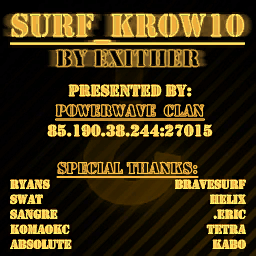 SURF_KROW10
BY EXITHER
PRESENTED BY:
POWERWAVE CLAN
85.190.38.244:27015
SPECIAL THANKS:
RYANS BRAVESURF
SWAT HELIX
SANGRE .ERIC
KOMAOKC TETRA
ABSOLUTE KABO